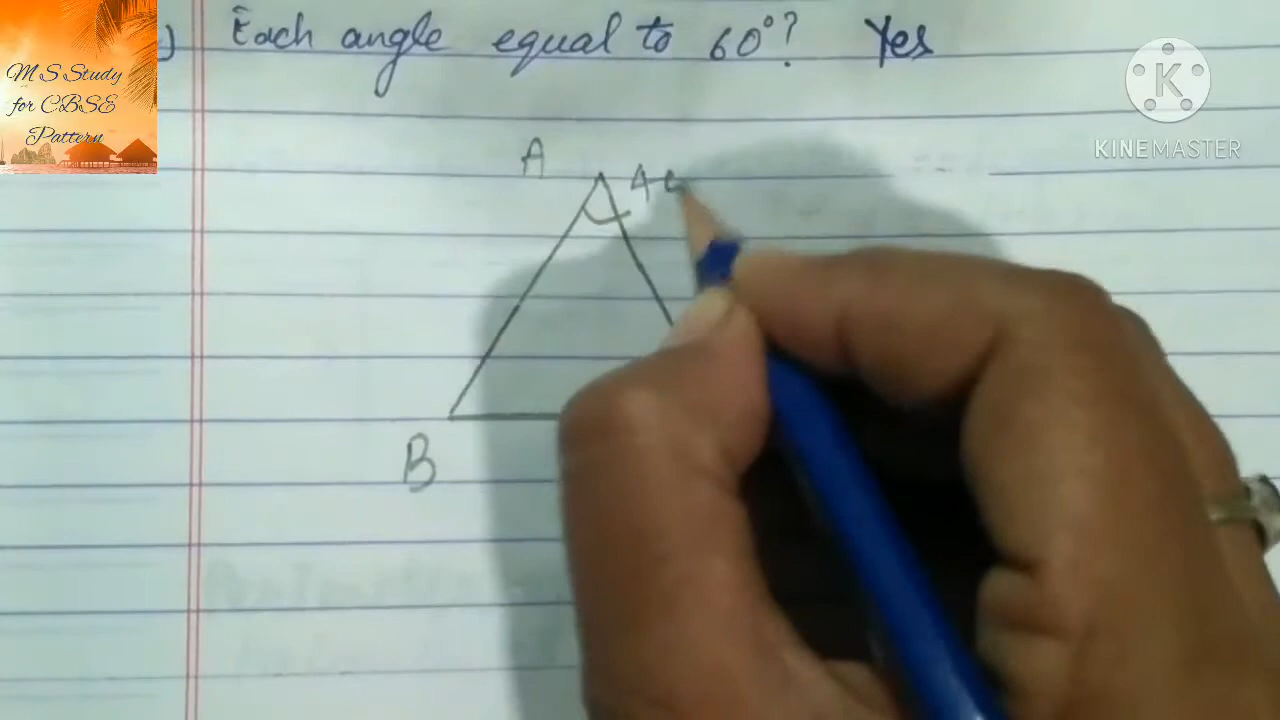 M S Study
for CBSE
Pattern
) Each angle equal to 60°? Yes
K
KINEMASTER
A
B